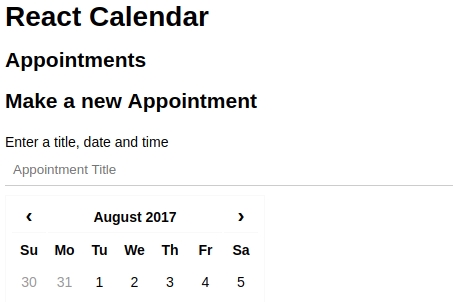 React Calendar
Appointments
Make a new Appointment
Enter a title, date and time
Appointment Title
‹ August 2017 ›
Su Mo Tu We Th Fr Sa
30 31 1 2 3 4 5